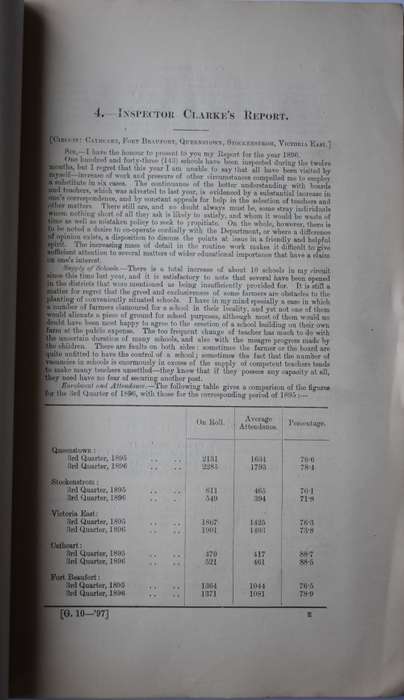 4.—Inspector Clarke's Report.
[Circuit: Cathcart, Fort Beaufort, Queenstown, Stockenstrom, Victoria East.]
Sir,—I have the honour to present to you my Report for the year 1896.
One hundred and forty-three (143) schools have been inspected during the twelve
months, but I regret that this year I am unable to say that all have been visited by
myself—increase of work and pressure of other circumstances compelled me to employ
a substitute in six cases. The continuance of the better understanding with boards
and teachers, which was adverted to last year, is evidenced by a substantial increase in
one's correspondence, and by constant appeals for help in the selection of teachers and
other matters. There still are, and no doubt always must be, some stray individuals
whom nothing short of all they ask is likely to satisfy, and whom it would be waste of
time as well as mistaken policy to seek to propitiate. On the whole, however, there is
to be noted a desire to co-operate cordially with the Department, or where a difference
of opinion exists, a disposition to discuss the points at issue in a friendly and helpful
spirit. The increasing mass of detail in the routine work makes it difficult to give
sufficient attention to several matters of wider educational importance that have a claim
on one's interest.
Supply of Schools.—There is a total increase of about 10 schools in my circuit
since this time last year, and it is satisfactory to note that several have been opened
in the districts that were mentioned as being insufficiently provided for. It is still a
matter for regret that the greed and exclusiveness of some farmers are obstacles to the
planting of conveniently situated schools. I have in my mind specially a case in which
a number of farmers clamoured for a school in their locality, and yet not one of them
would alienate a piece of ground for school purposes, although most of them would no
doubt have been most happy to agree to the erection of a school building on their own
farm at the public expense. The too frequent change of teacher has much to do with
the uncertain duration of many schools, and also with the meagre progress made by
the children. There are faults on both sides: sometimes the farmer or the board are
quite unfitted to have the control of a school; sometimes the fact that the number of
vacancies in schools is enormously in excess of the supply of competent teachers tends
to make many teachers unsettled—they know that if they possess any capacity at all,
they need have no fear of securing another post.
Enrolment and Attendance.—The following table gives a comparison of the figures
for the 3rd Quarter of 1896, with those for the corresponding period of 1895:—
On Roll. Average Attendance. Percentage.
Queenstown:
3rd Quarter, 1895 .. .. 2131 1634 76·6
3rd Quarter, 1896 .. .. 2285 1793 78·4
Stockenstrom:
3rd Quarter, 1895 .. .. 611 465 76·1
3rd Quarter, 1896 .. .. 549 394 71·8
Victoria East:
3rd Quarter, 1895 .. .. 1867 1425 76·3
3rd Quarter, 1896 .. .. 1901 1403 73·8
Cathcart:
3rd Quarter, 1895 .. .. 470 417 88·7
3rd Quarter, 1896 .. .. 521 461 88·5
Fort Beaufort:
3rd Quarter, 1895 .. .. 1364 1044 76·5
3rd Quarter, 1896 .. .. 1371 1081 78·9
[G. 10—'97] E